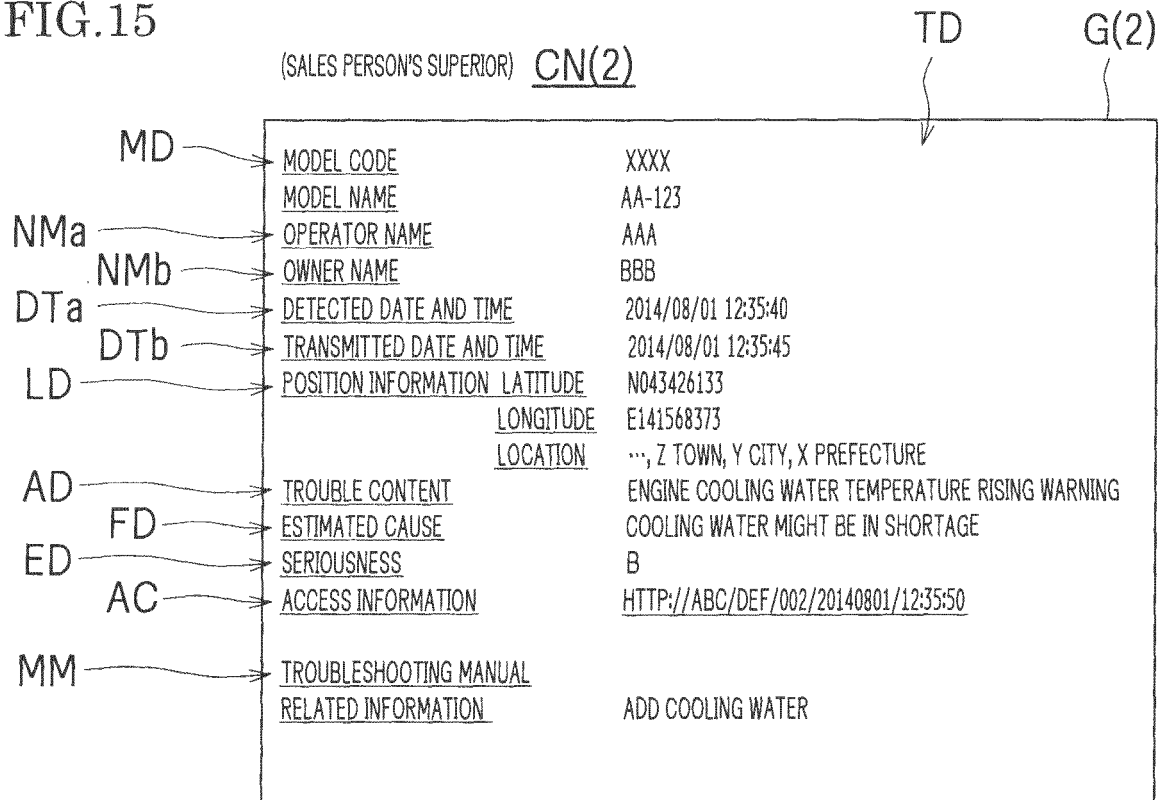 FIG.15
TD
G(2)
(SALES PERSON'S SUPERIOR) CN(2)
MD MODEL CODE XXXX
MODEL NAME AA-123
NMa OPERATOR NAME AAA
NMb OWNER NAME BBB
DTa DETECTED DATE AND TIME 2014/08/01 12:35:40
DTb TRANSMITTED DATE AND TIME 2014/08/01 12:35:45
LD POSITION INFORMATION LATITUDE N043426133
LONGITUDE E141568373
LOCATION ···, Z TOWN, Y CITY, X PREFECTURE
AD TROUBLE CONTENT ENGINE COOLING WATER TEMPERATURE RISING WARNING
FD ESTIMATED CAUSE COOLING WATER MIGHT BE IN SHORTAGE
ED SERIOUSNESS B
AC ACCESS INFORMATION HTTP://ABC/DEF/002/20140801/12:35:50
MM TROUBLESHOOTING MANUAL
RELATED INFORMATION ADD COOLING WATER